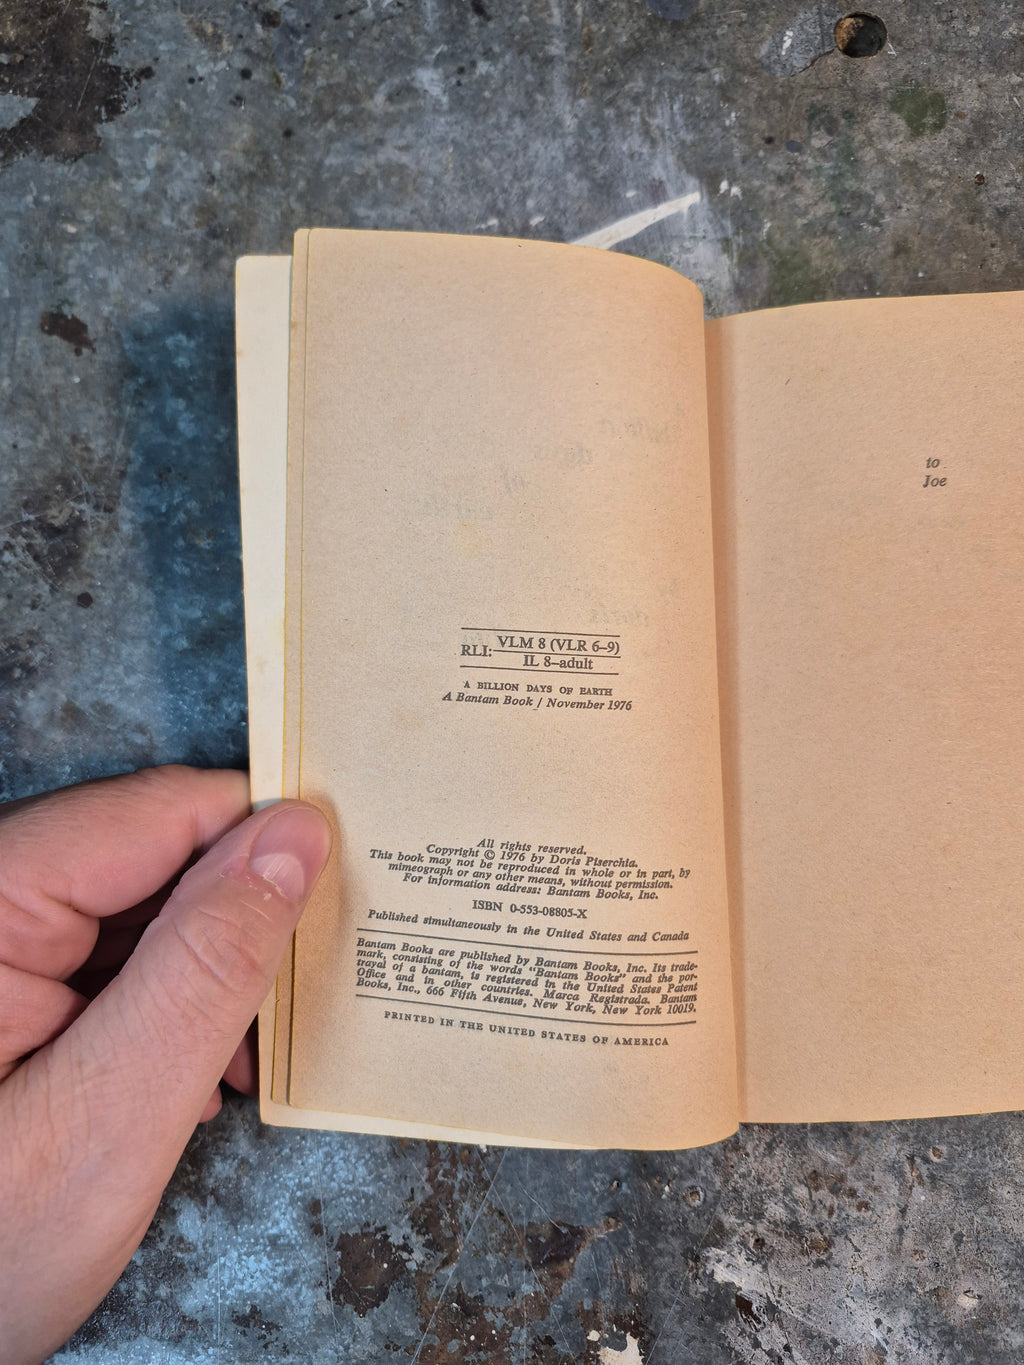 RLI: VLM 8 (VLR 6–9)
IL 8–adult
A BILLION DAYS OF EARTH
A Bantam Book / November 1976
All rights reserved.
Copyright © 1976 by Doris Piserchia.
This book may not be reproduced in whole or in part, by
mimeograph or any other means, without permission.
For information address: Bantam Books, Inc.
ISBN 0-553-08805-X
Published simultaneously in the United States and Canada
Bantam Books are published by Bantam Books, Inc. Its trade-
mark, consisting of the words "Bantam Books" and the por-
trayal of a bantam, is registered in the United States Patent
Office and in other countries. Marca Registrada. Bantam
Books, Inc., 666 Fifth Avenue, New York, New York 10019.
PRINTED IN THE UNITED STATES OF AMERICA
to
Joe